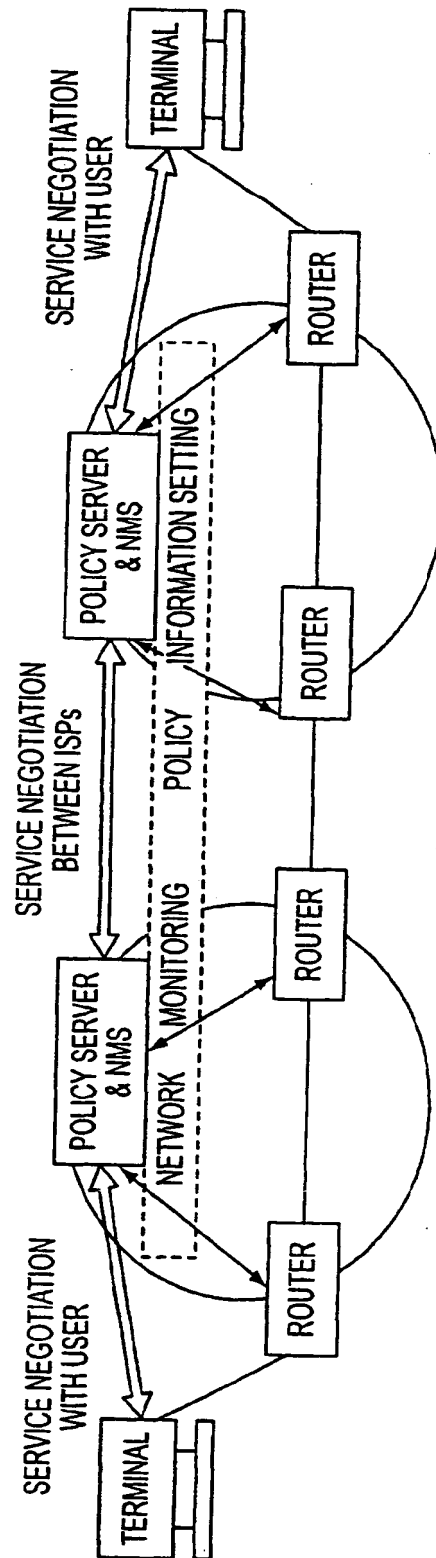 SERVICE NEGOTIATION
WITH USER
SERVICE NEGOTIATION
BETWEEN ISPs
SERVICE NEGOTIATION
WITH USER
TERMINAL
POLICY SERVER
& NMS
POLICY SERVER
& NMS
TERMINAL
NETWORK MONITORING POLICY INFORMATION SETTING
ROUTER
ROUTER
ROUTER
ROUTER